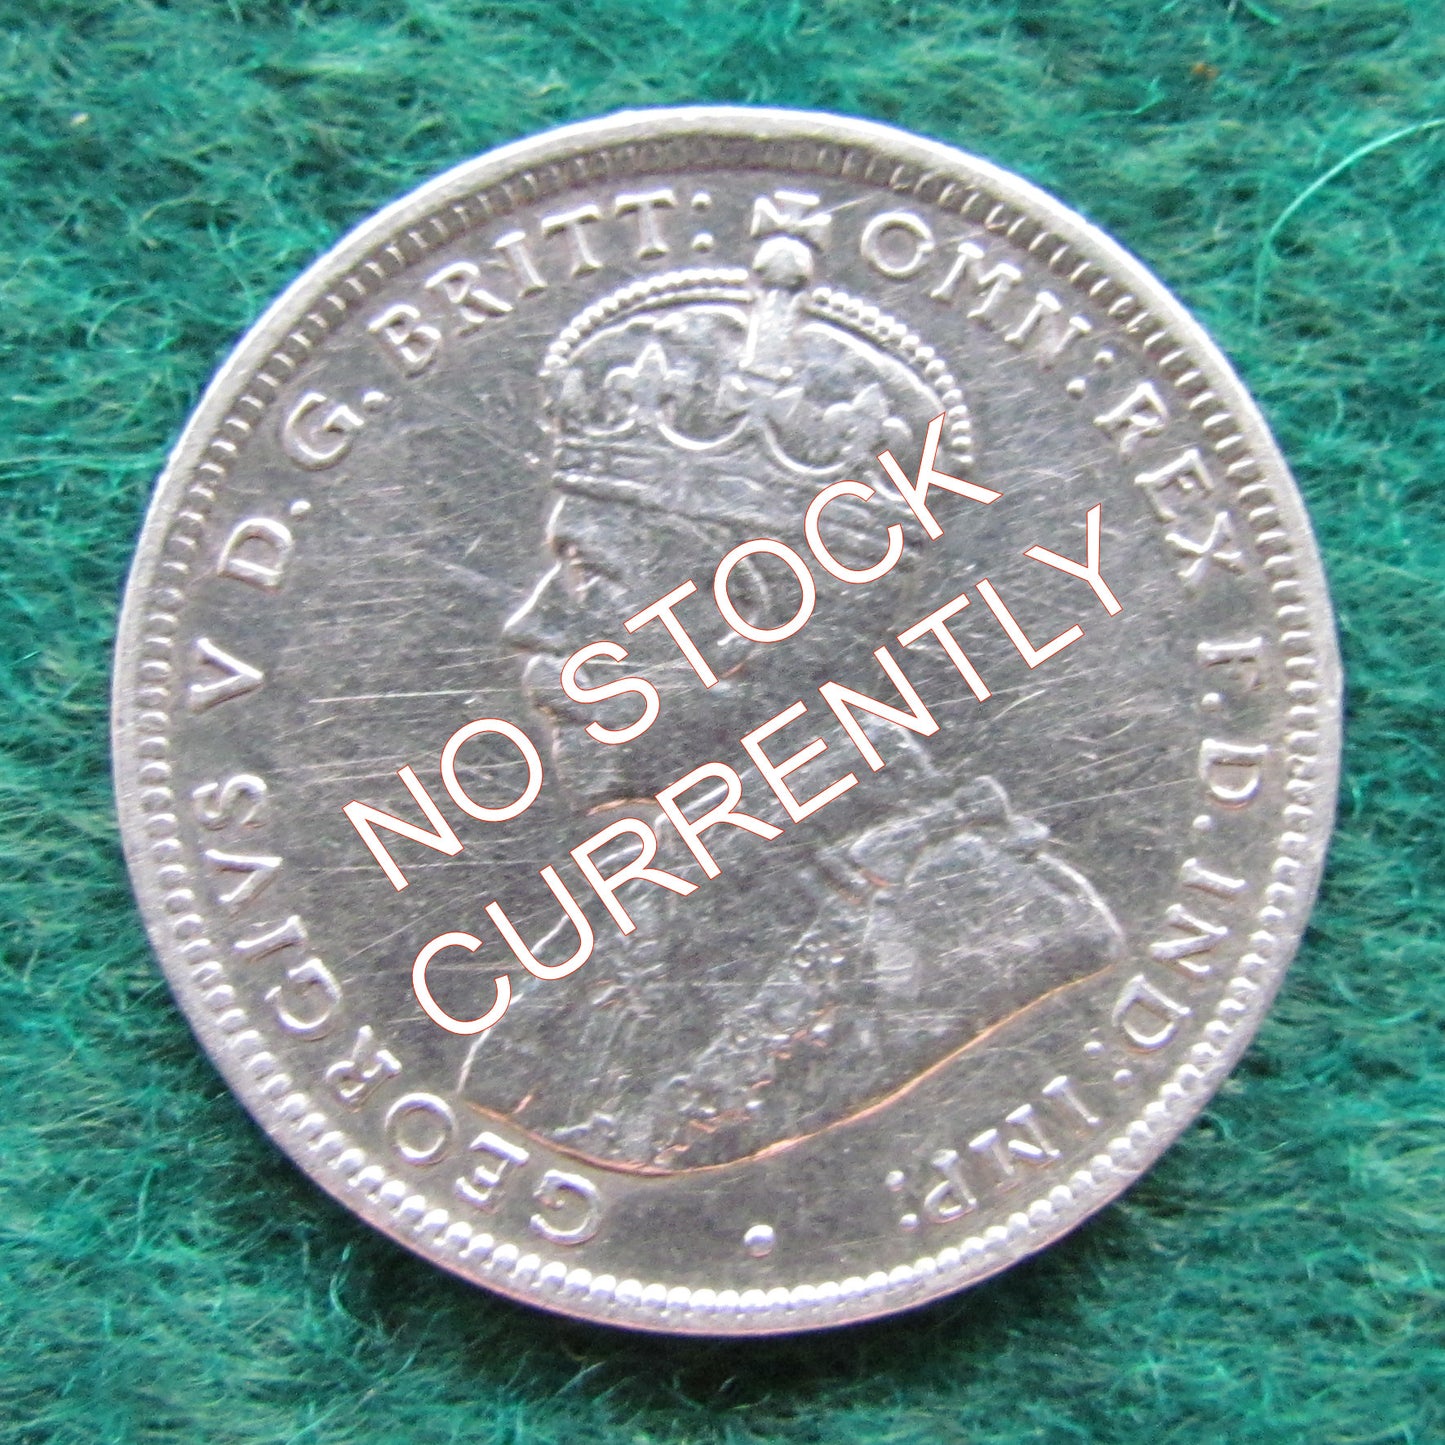 GEORGIVS V D.G.BRITT: OMN:REX F.D.IND:IMP:
NO STOCK
CURRENTLY